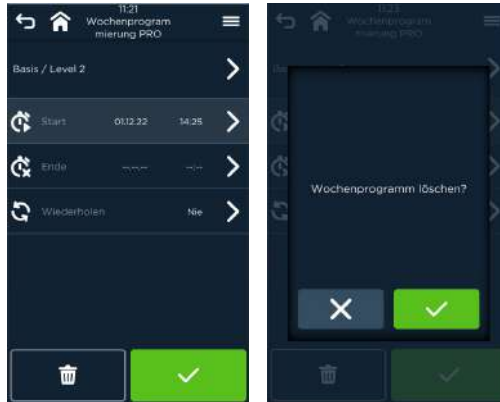 11:21
Wochenprogram
mierung PRO
Basis / Level 2
Start 01.12.22 14:25
Ende --.--.-- --:--
Wiederholen Nie
11:23
Wochenprogram
mierung PRO
Wochenprogramm löschen?